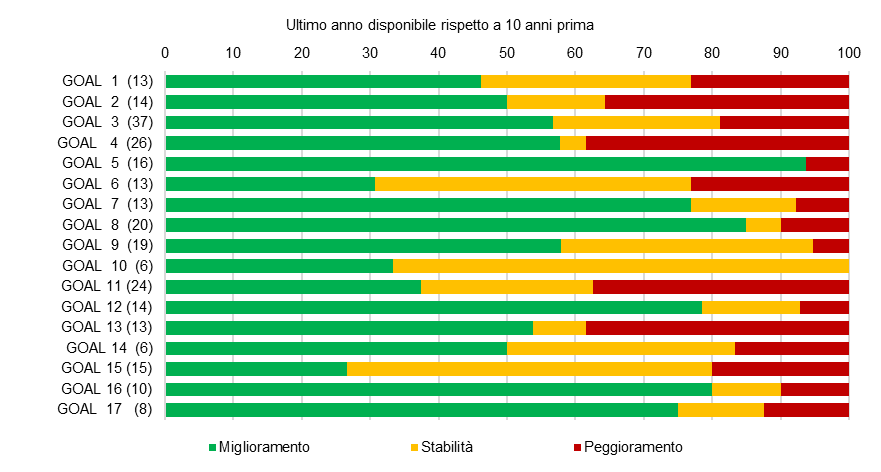 Ultimo anno disponibile rispetto a 10 anni prima
0 10 20 30 40 50 60 70 80 90 100
GOAL 1 (13)
GOAL 2 (14)
GOAL 3 (37)
GOAL 4 (26)
GOAL 5 (16)
GOAL 6 (13)
GOAL 7 (13)
GOAL 8 (20)
GOAL 9 (19)
GOAL 10 (6)
GOAL 11 (24)
GOAL 12 (14)
GOAL 13 (13)
GOAL 14 (6)
GOAL 15 (15)
GOAL 16 (10)
GOAL 17 (8)
Miglioramento Stabilità Peggioramento